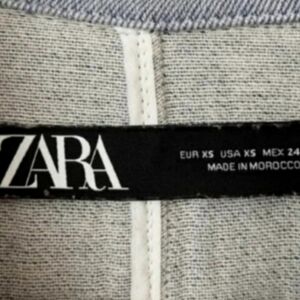 ZARA
EUR XS USA XS MEX 24
MADE IN MOROCCO